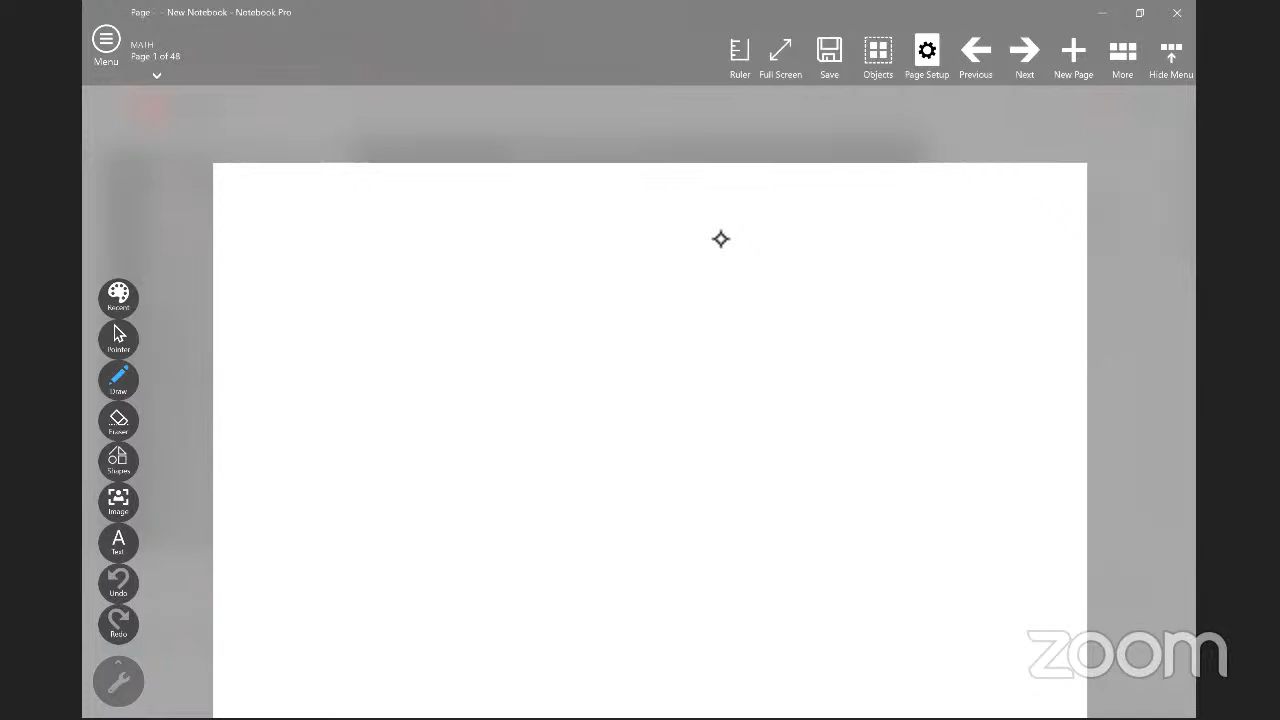 Page - New Notebook - Notebook Pro
Menu
MATH
Page 1 of 48
Ruler
Full Screen
Save
Objects
Page Setup
Previous
Next
New Page
More
Hide Menu
Recent
Pointer
Draw
Eraser
Shapes
Image
A
Text
Undo
Redo
zoom